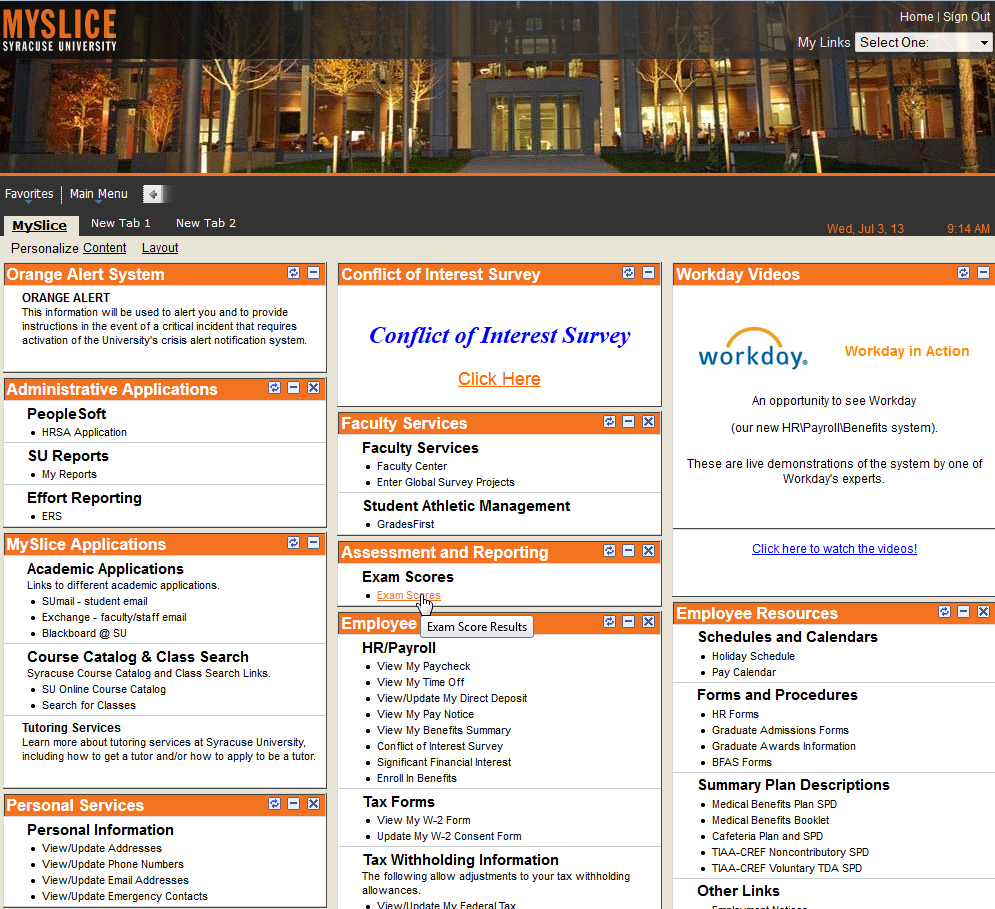 MYSLICE
SYRACUSE UNIVERSITY
Home | Sign Out
My Links Select One:
Favorites Main Menu
MySlice New Tab 1 New Tab 2
Wed, Jul 3, 13 9:14 AM
Personalize Content Layout
Orange Alert System
ORANGE ALERT
This information will be used to alert you and to provide
instructions in the event of a critical incident that requires
activation of the University's crisis alert notification system.
Administrative Applications
PeopleSoft
HRSA Application
SU Reports
My Reports
Effort Reporting
ERS
MySlice Applications
Academic Applications
Links to different academic applications.
SUmail - student email
Exchange - faculty/staff email
Blackboard @ SU
Course Catalog & Class Search
Syracuse Course Catalog and Class Search Links.
SU Online Course Catalog
Search for Classes
Tutoring Services
Learn more about tutoring services at Syracuse University,
including how to get a tutor and/or how to apply to be a tutor.
Personal Services
Personal Information
View/Update Addresses
View/Update Phone Numbers
View/Update Email Addresses
View/Update Emergency Contacts
Conflict of Interest Survey
Conflict of Interest Survey
Click Here
Faculty Services
Faculty Services
Faculty Center
Enter Global Survey Projects
Student Athletic Management
GradesFirst
Assessment and Reporting
Exam Scores
Exam Scores
Exam Score Results
Employee
HR/Payroll
View My Paycheck
View My Time Off
View/Update My Direct Deposit
View My Pay Notice
View My Benefits Summary
Conflict of Interest Survey
Significant Financial Interest
Enroll In Benefits
Tax Forms
View My W-2 Form
Update My W-2 Consent Form
Tax Withholding Information
The following allow adjustments to your tax withholding
allowances.
View/Update My Federal Tax
Workday Videos
workday. Workday in Action
An opportunity to see Workday
(our new HR\Payroll\Benefits system).
These are live demonstrations of the system by one of
Workday's experts.
Click here to watch the videos!
Employee Resources
Schedules and Calendars
Holiday Schedule
Pay Calendar
Forms and Procedures
HR Forms
Graduate Admissions Forms
Graduate Awards Information
BFAS Forms
Summary Plan Descriptions
Medical Benefits Plan SPD
Medical Benefits Booklet
Cafeteria Plan and SPD
TIAA-CREF Noncontributory SPD
TIAA-CREF Voluntary TDA SPD
Other Links